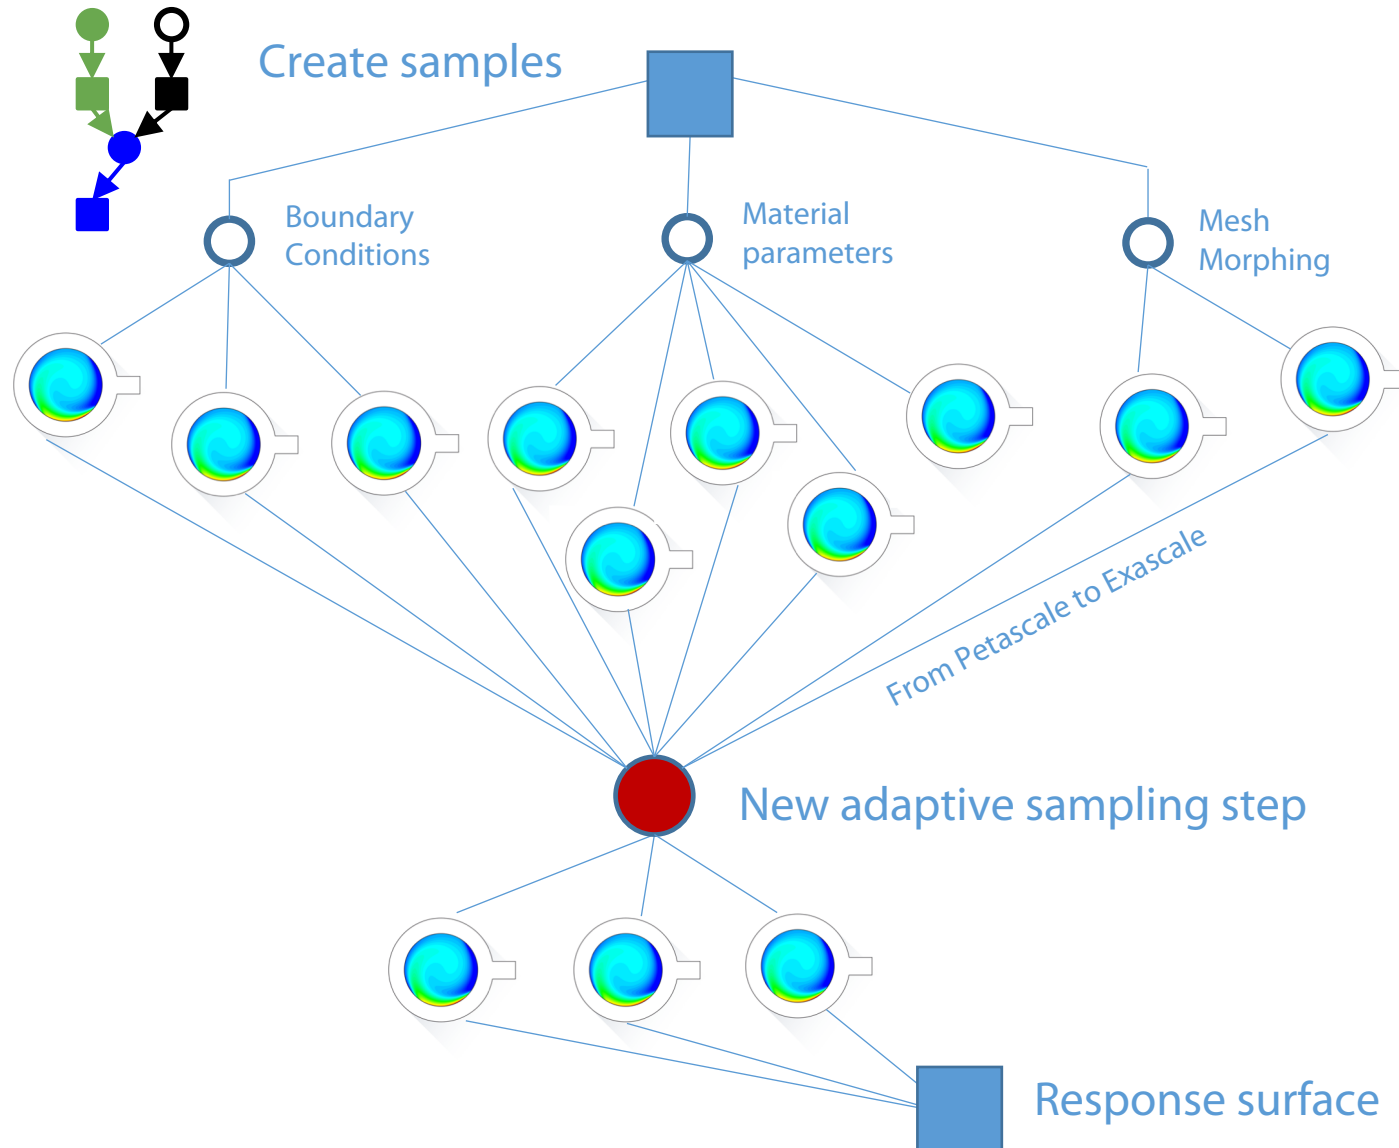 Create samples
Boundary
Conditions
Material
parameters
Mesh
Morphing
From Petascale to Exascale
New adaptive sampling step
Response surface